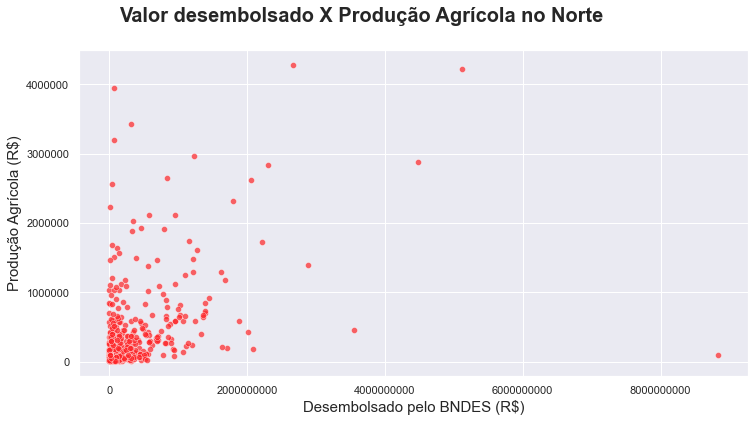 Valor desembolsado X Produção Agrícola no Norte
Produção Agrícola (R$)
4000000
3000000
2000000
1000000
0
0 2000000000 4000000000 6000000000 8000000000
Desembolsado pelo BNDES (R$)